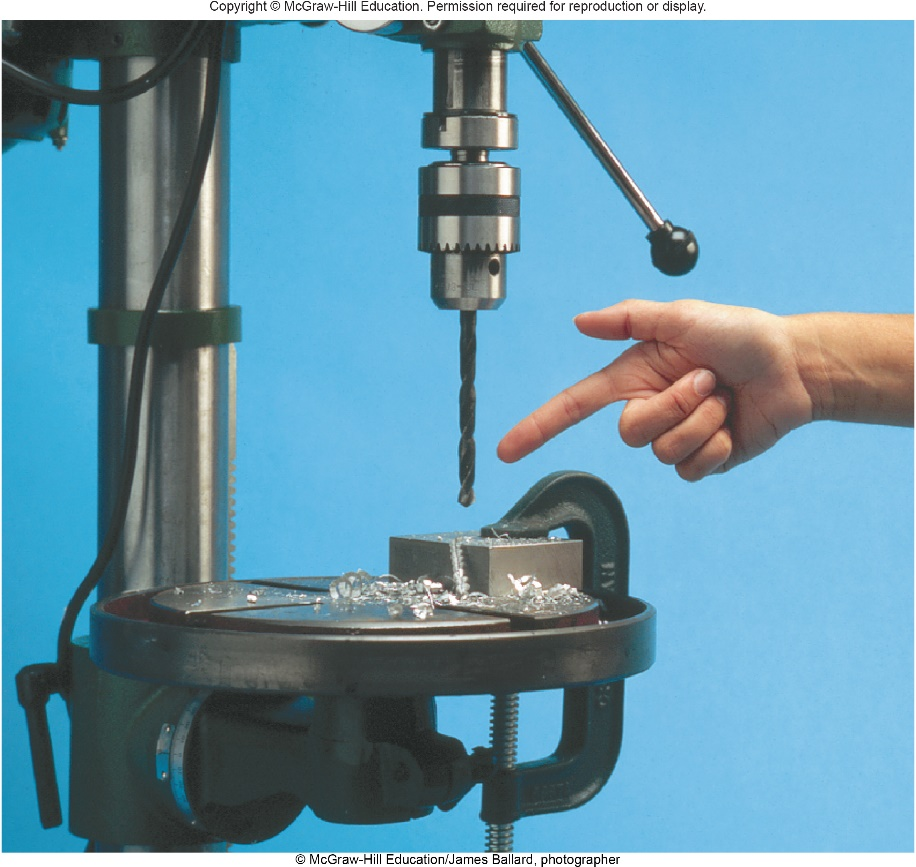 Copyright © McGraw-Hill Education. Permission required for reproduction or display.
© McGraw-Hill Education/James Ballard, photographer